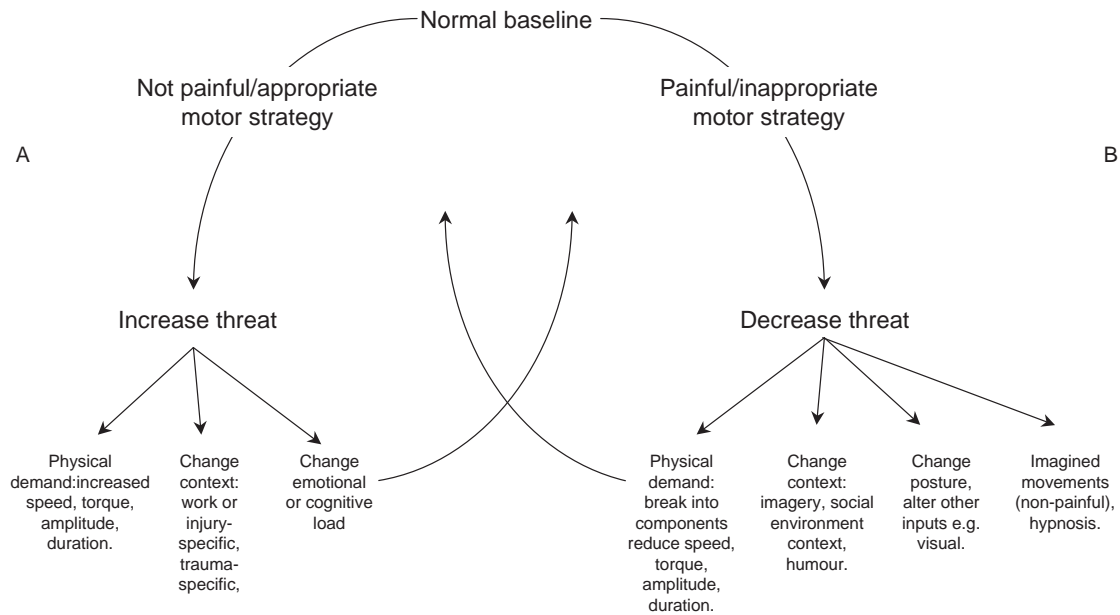 Normal baseline
Not painful/appropriate
motor strategy
Painful/inappropriate
motor strategy
A
B
Increase threat
Decrease threat
Physical
demand:increased
speed, torque,
amplitude,
duration.
Change
context:
work or
injury-
specific,
trauma-
specific,
Change
emotional
or cognitive
load
Physical
demand:
break into
components
reduce speed,
torque,
amplitude,
duration.
Change
context:
imagery, social
environment
context,
humour.
Change
posture,
alter other
inputs e.g.
visual.
Imagined
movements
(non-painful),
hypnosis.